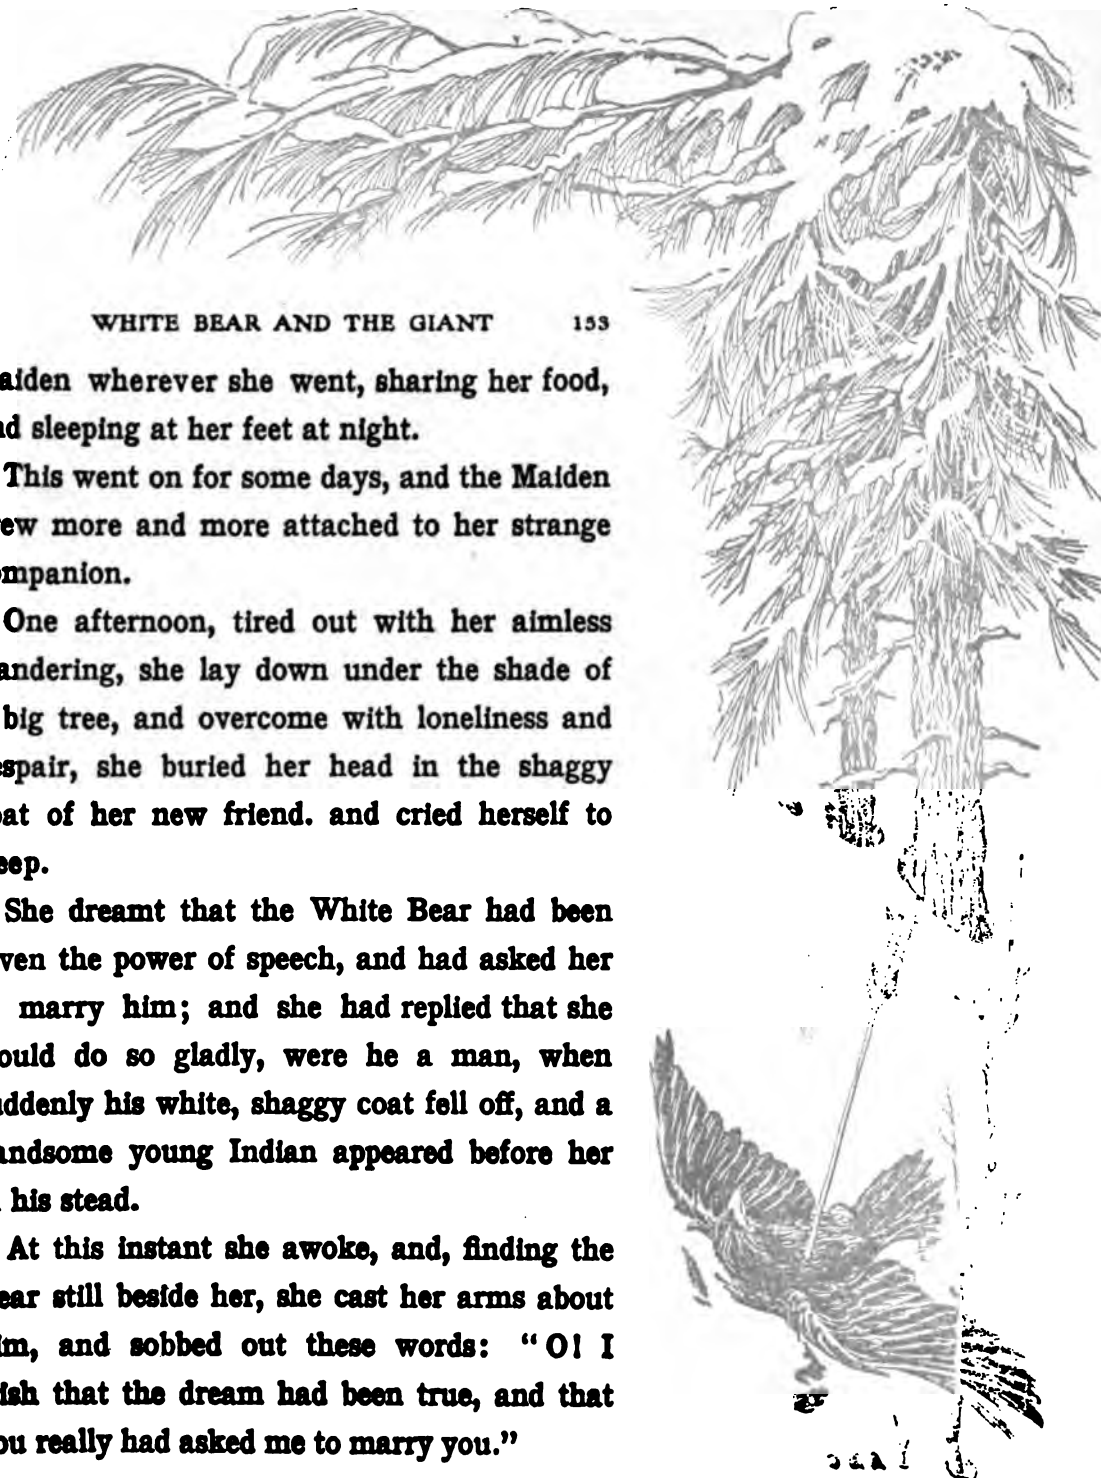 WHITE BEAR AND THE GIANT 153
aiden wherever she went, sharing her food,
d sleeping at her feet at night.
This went on for some days, and the Maiden
ew more and more attached to her strange
mpanion.
One afternoon, tired out with her aimless
andering, she lay down under the shade of
big tree, and overcome with loneliness and
spair, she buried her head in the shaggy
at of her new friend. and cried herself to
eep.
She dreamt that the White Bear had been
ven the power of speech, and had asked her
marry him; and she had replied that she
ould do so gladly, were he a man, when
uddenly his white, shaggy coat fell off, and a
andsome young Indian appeared before her
his stead.
At this instant she awoke, and, finding the
ear still beside her, she cast her arms about
im, and sobbed out these words: "O! I
ish that the dream had been true, and that
ou really had asked me to marry you."